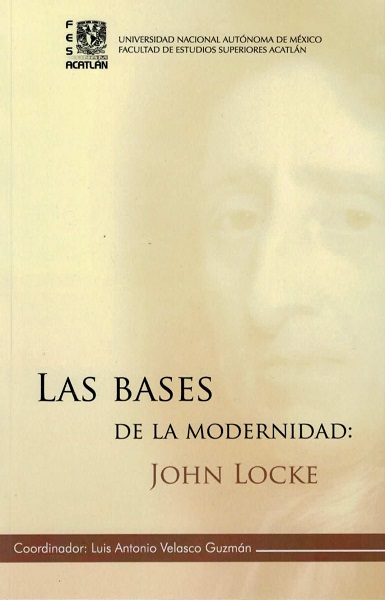 FES
ACATLÁN
UNIVERSIDAD NACIONAL AUTÓNOMA DE MÉXICO
FACULTAD DE ESTUDIOS SUPERIORES ACATLÁN
LAS BASES
DE LA MODERNIDAD:
JOHN LOCKE
Coordinador: Luis Antonio Velasco Guzmán